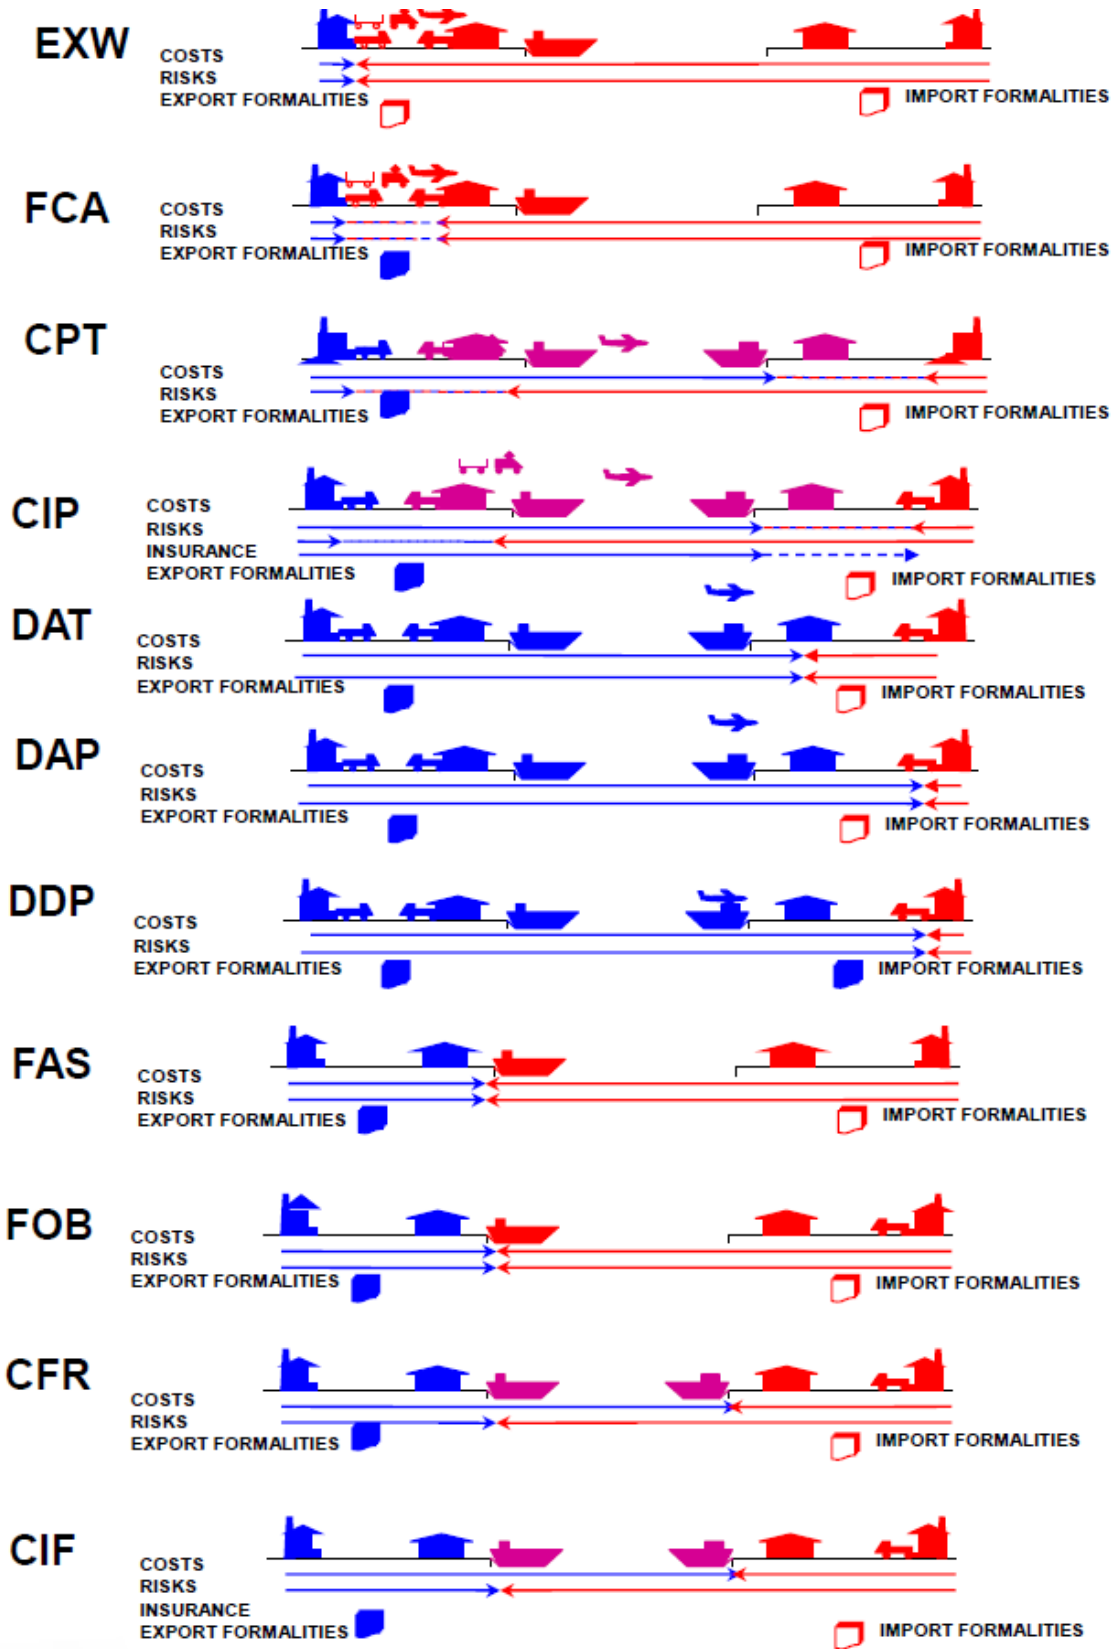 EXW
COSTS
RISKS
EXPORT FORMALITIES
IMPORT FORMALITIES
FCA
COSTS
RISKS
EXPORT FORMALITIES
IMPORT FORMALITIES
CPT
COSTS
RISKS
EXPORT FORMALITIES
IMPORT FORMALITIES
CIP
COSTS
RISKS
INSURANCE
EXPORT FORMALITIES
IMPORT FORMALITIES
DAT
COSTS
RISKS
EXPORT FORMALITIES
IMPORT FORMALITIES
DAP
COSTS
RISKS
EXPORT FORMALITIES
IMPORT FORMALITIES
DDP
COSTS
RISKS
EXPORT FORMALITIES
IMPORT FORMALITIES
FAS
COSTS
RISKS
EXPORT FORMALITIES
IMPORT FORMALITIES
FOB
COSTS
RISKS
EXPORT FORMALITIES
IMPORT FORMALITIES
CFR
COSTS
RISKS
EXPORT FORMALITIES
IMPORT FORMALITIES
CIF
COSTS
RISKS
INSURANCE
EXPORT FORMALITIES
IMPORT FORMALITIES